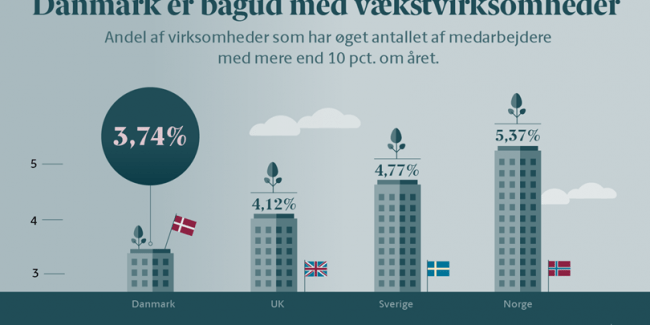 Danmark er bagud med vækstvirksomheder
Andel af virksomheder som har øget antallet af medarbejdere
med mere end 10 pct. om året.
3,74%
5,37%
4,77%
4,12%
5
4
3
Danmark
UK
Sverige
Norge